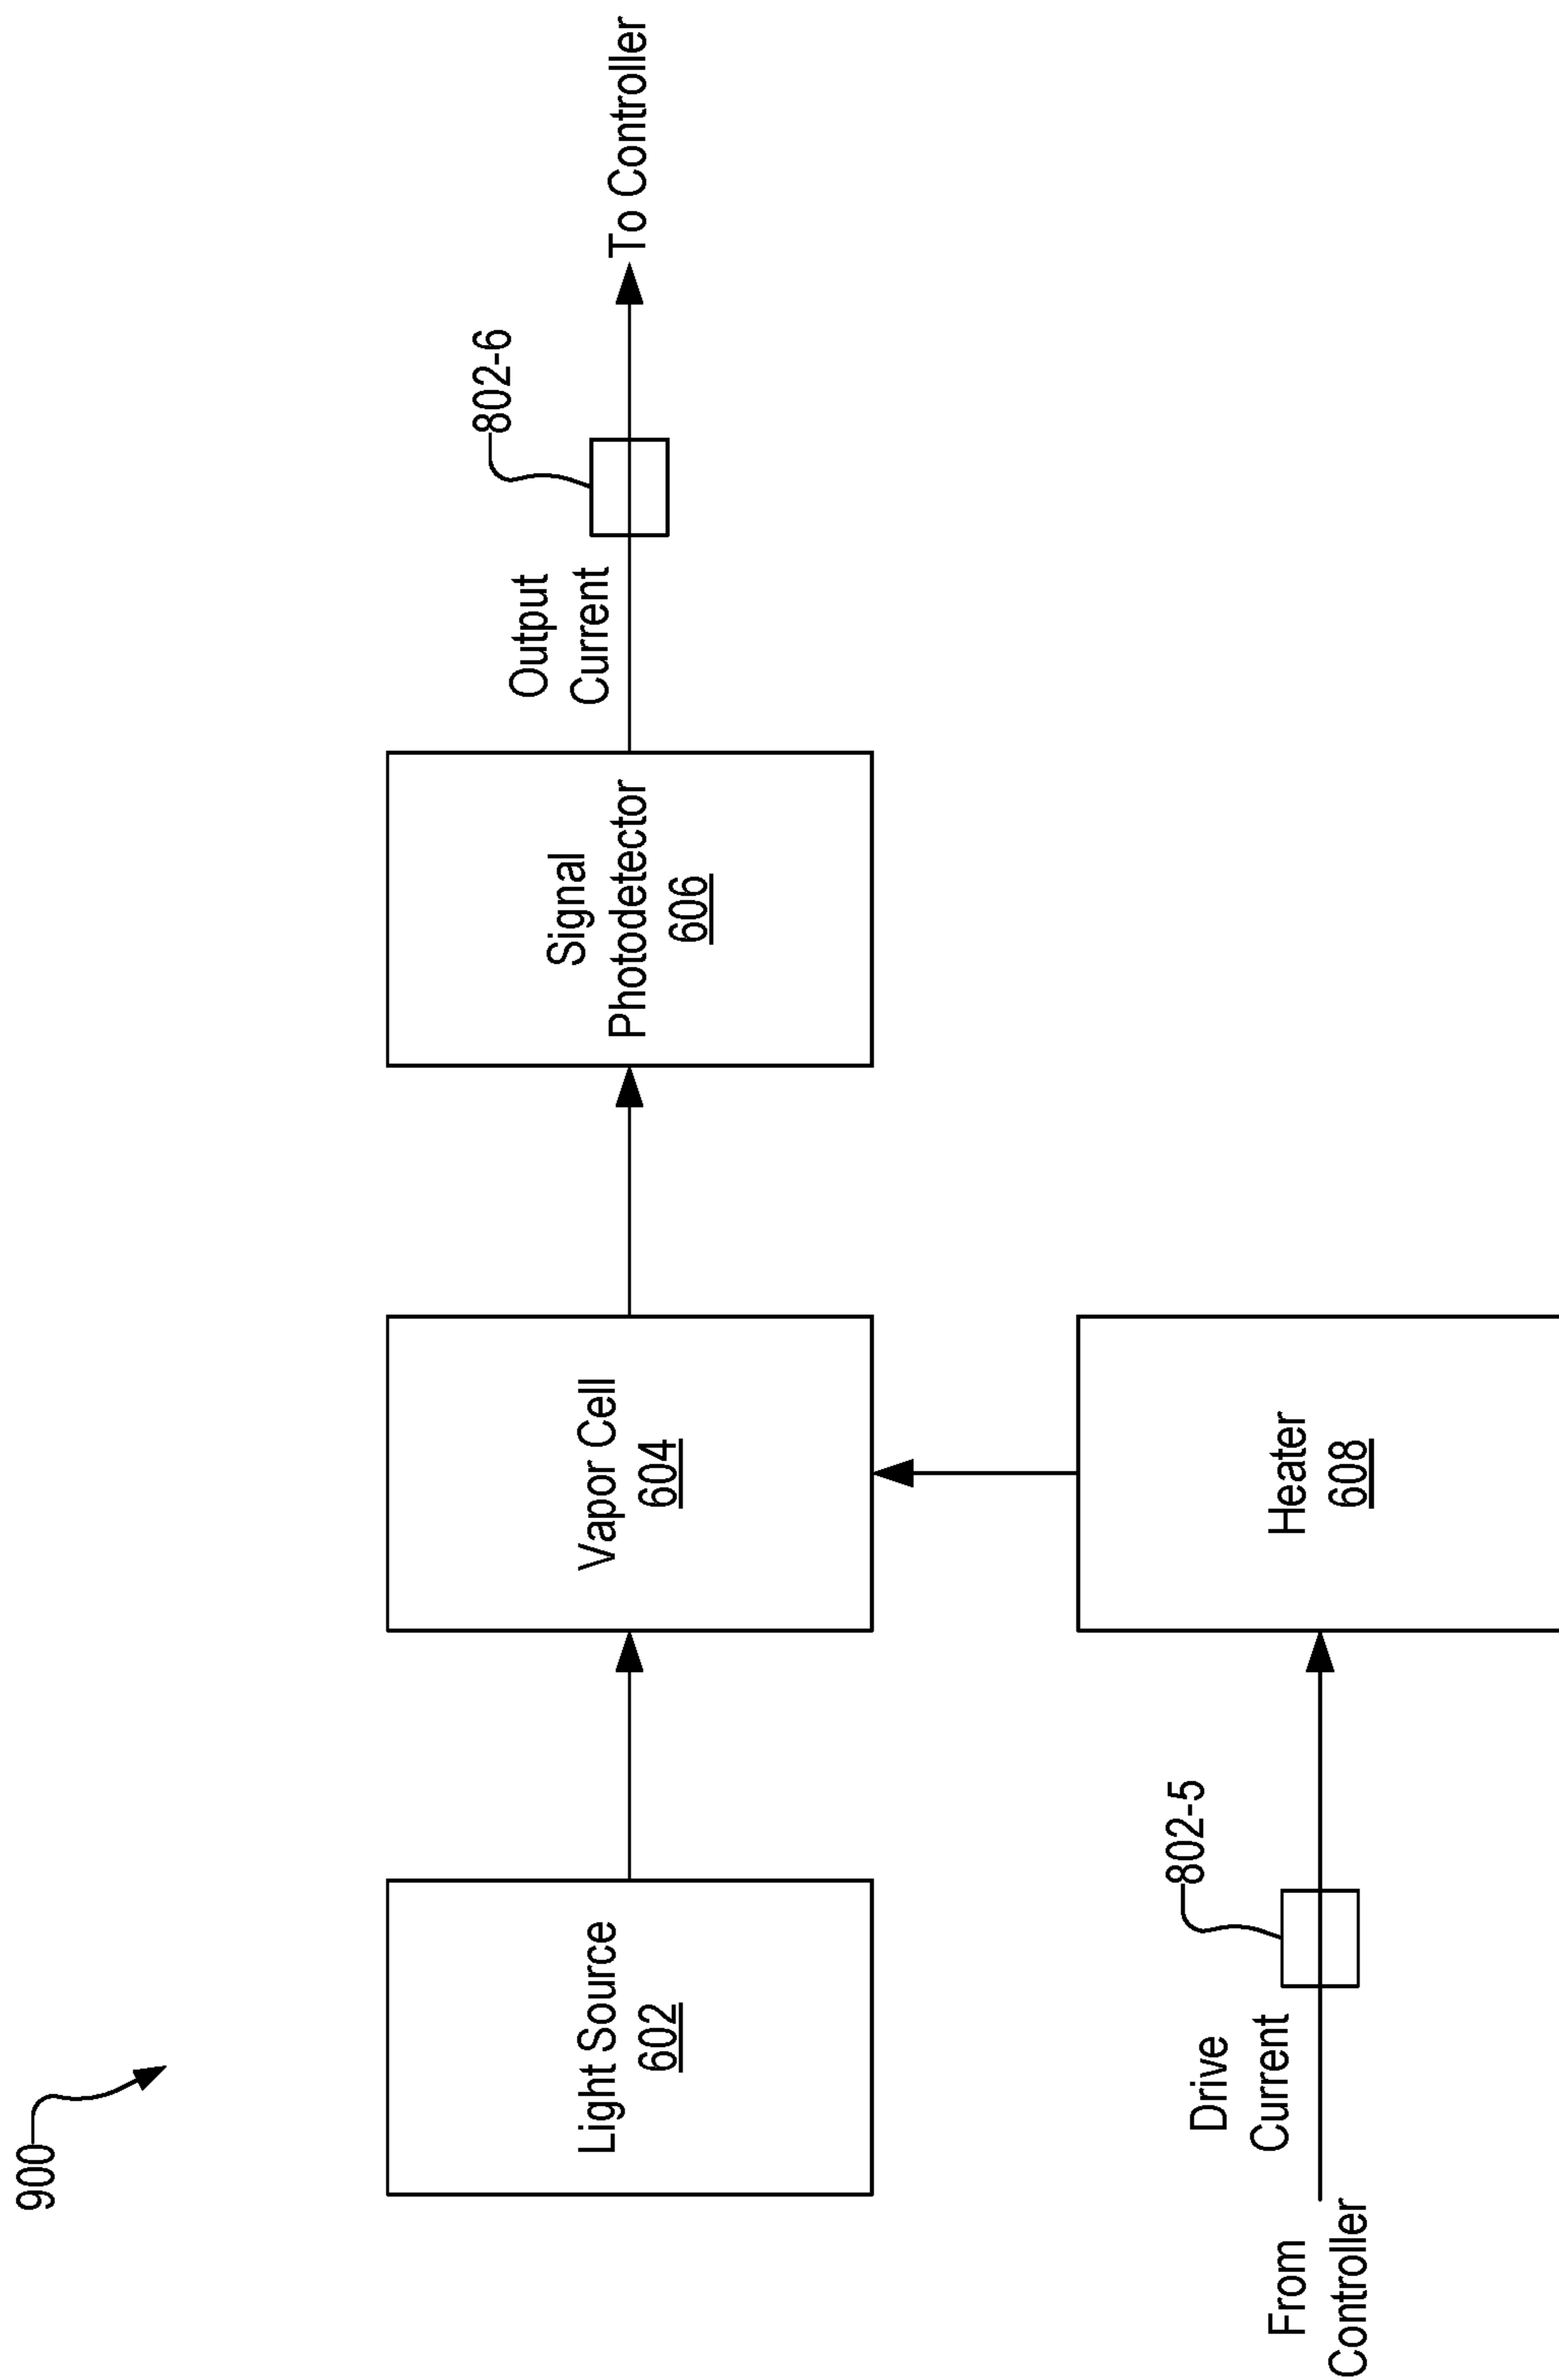 900
802-6
Output
Current
To Controller
Light Source
602
Vapor Cell
604
Signal
Photodetector
606
802-5
Drive
Current
From
Controller
Heater
608